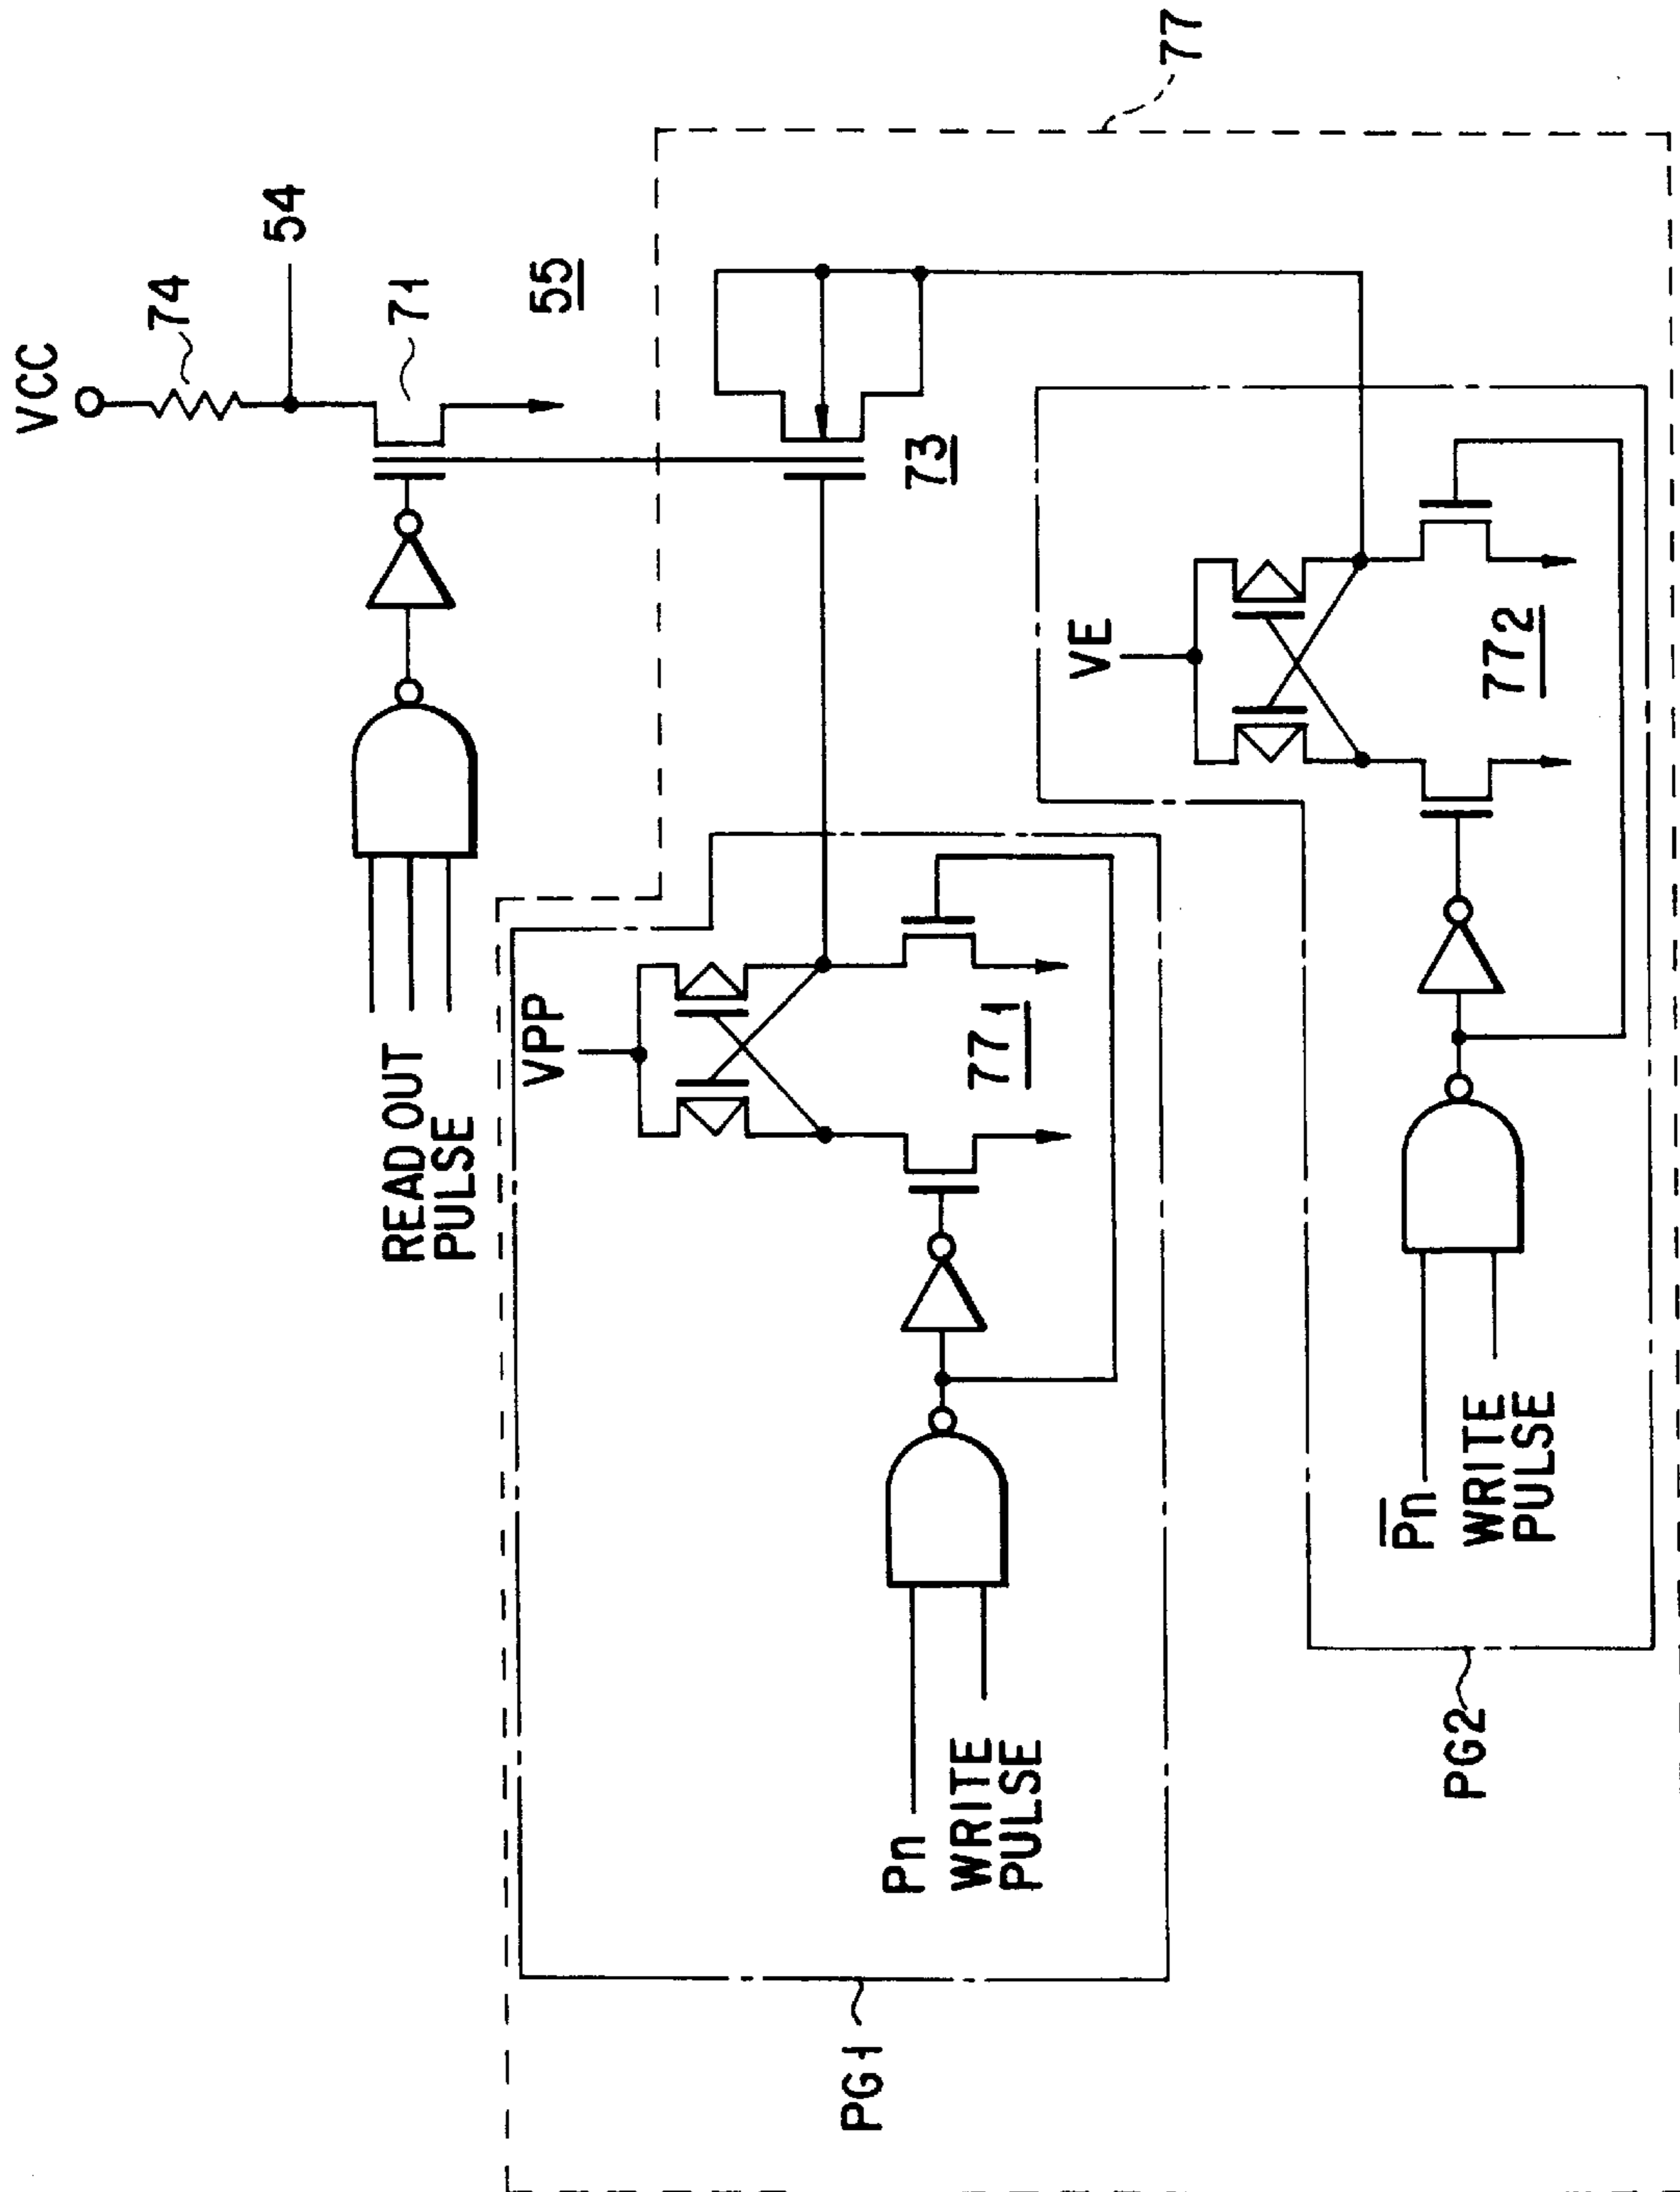 VCC
74
54
71
55
77
READ OUT
PULSE
73
VPP
77₁
VE
77₂
Pn
WRITE
PULSE
P̅n
WRITE
PULSE
PG1
PG2